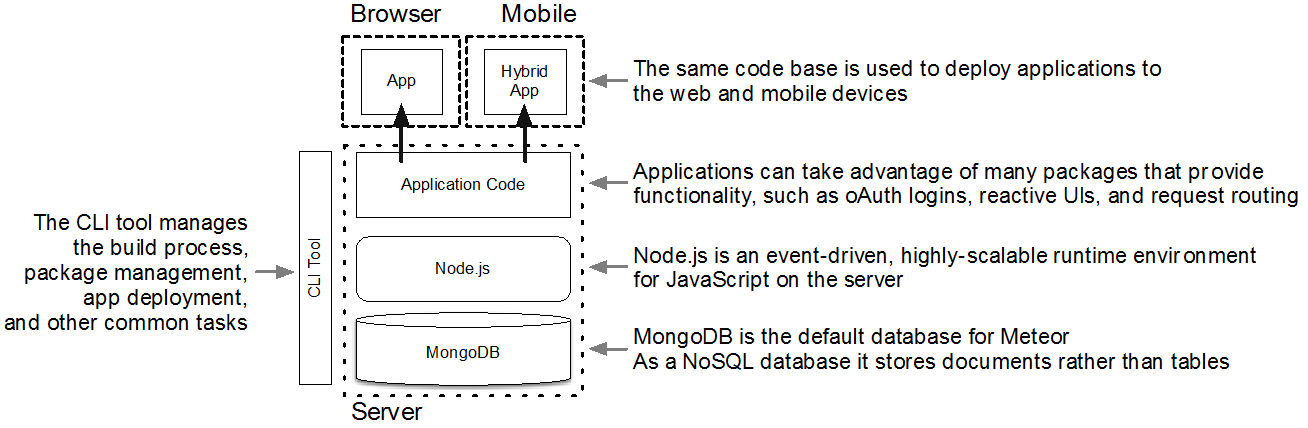 Browser
Mobile
App
Hybrid
App
The same code base is used to deploy applications to
the web and mobile devices
Application Code
Applications can take advantage of many packages that provide
functionality, such as oAuth logins, reactive UIs, and request routing
The CLI tool manages
the build process,
package management,
app deployment,
and other common tasks
CLI Tool
Node.js
Node.js is an event-driven, highly-scalable runtime environment
for JavaScript on the server
MongoDB
MongoDB is the default database for Meteor
As a NoSQL database it stores documents rather than tables
Server